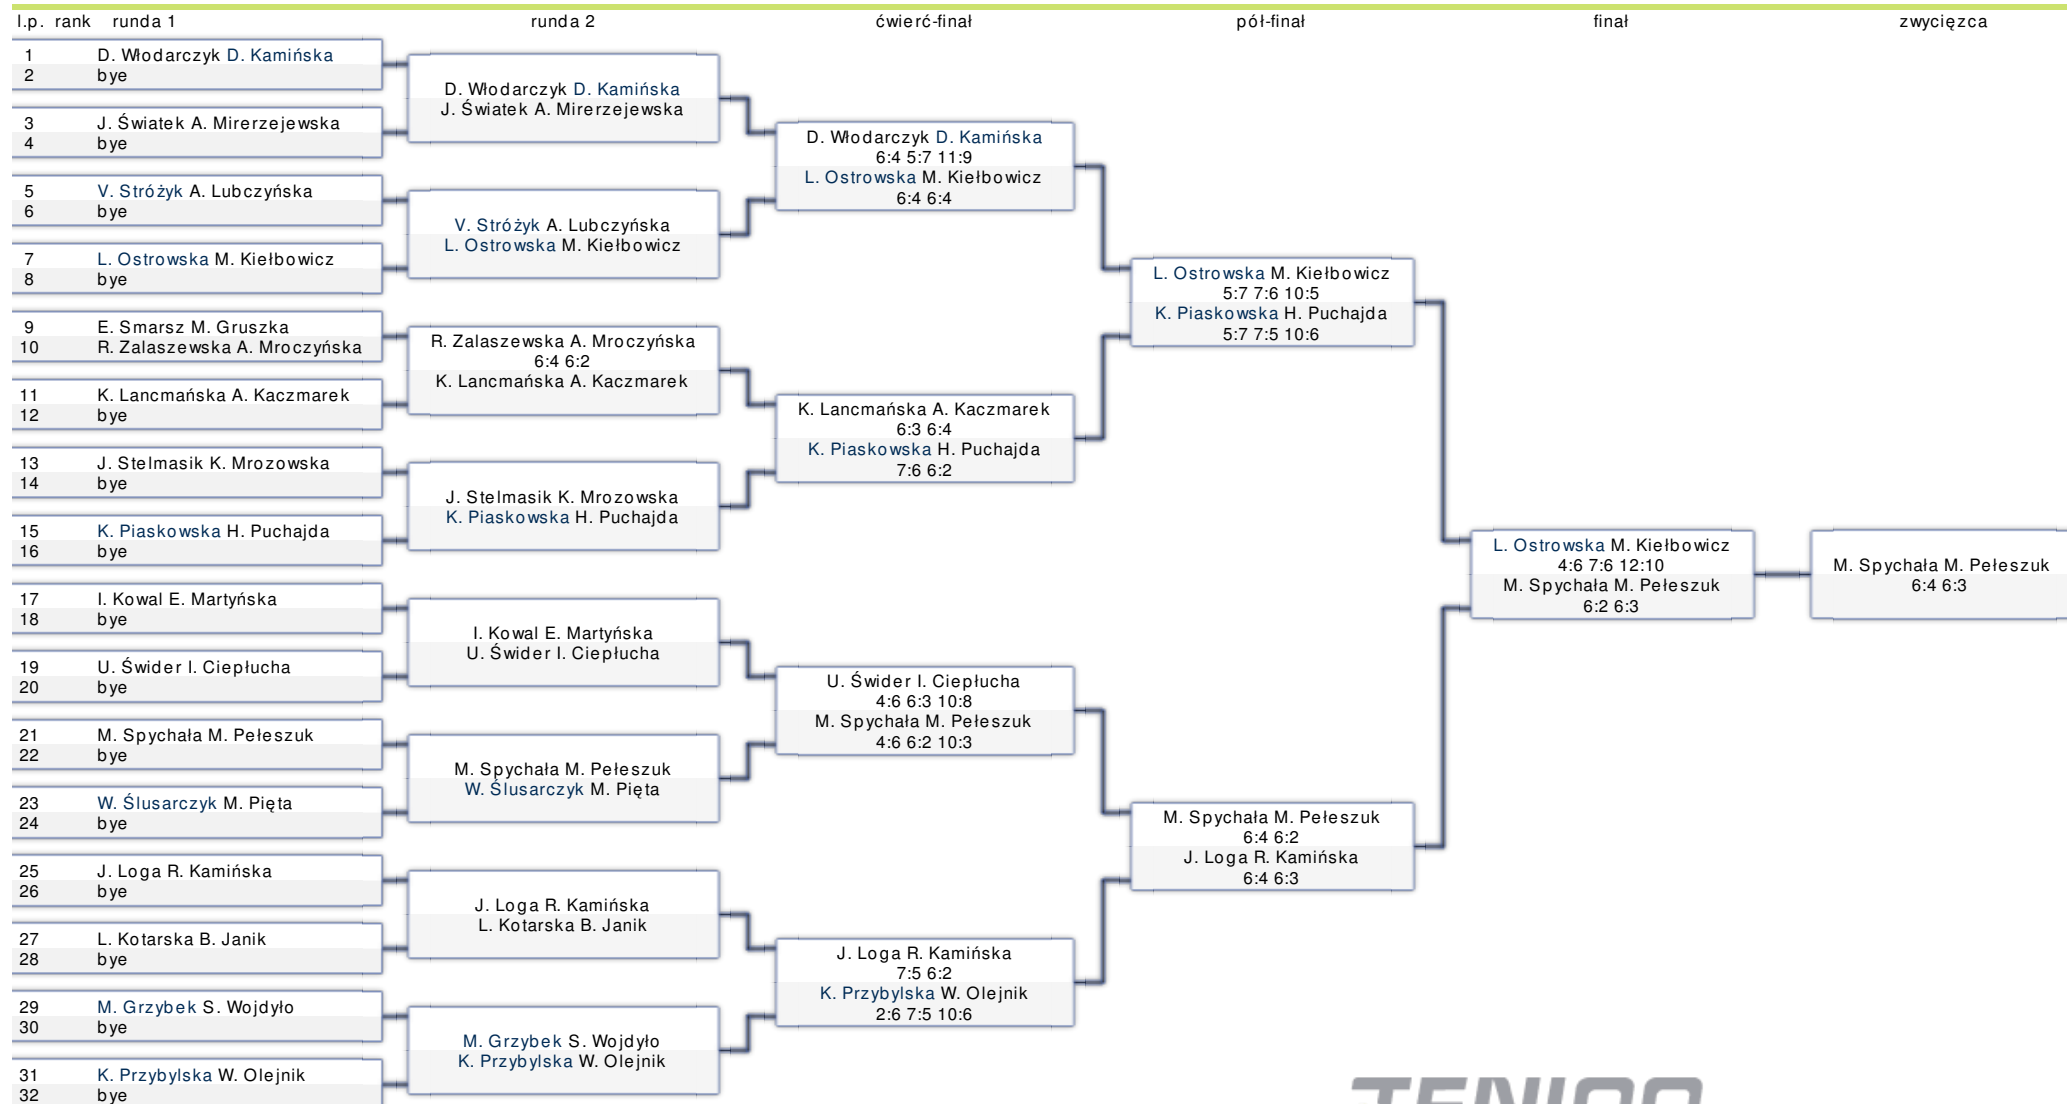 l.p. rank runda 1 runda 2 ćwierć-finał pół-finał finał zwycięzca
1 D. Włodarczyk D. Kamińska
2 bye
3 J. Światek A. Mirerzejewska
4 bye
5 V. Stróżyk A. Lubczyńska
6 bye
7 L. Ostrowska M. Kiełbowicz
8 bye
9 E. Smarsz M. Gruszka
10 R. Zalaszewska A. Mroczyńska
11 K. Lancmańska A. Kaczmarek
12 bye
13 J. Stelmasik K. Mrozowska
14 bye
15 K. Piaskowska H. Puchajda
16 bye
17 I. Kowal E. Martyńska
18 bye
19 U. Świder I. Ciepłucha
20 bye
21 M. Spychała M. Pełeszuk
22 bye
23 W. Ślusarczyk M. Pięta
24 bye
25 J. Loga R. Kamińska
26 bye
27 L. Kotarska B. Janik
28 bye
29 M. Grzybek S. Wojdyło
30 bye
31 K. Przybylska W. Olejnik
32 bye
D. Włodarczyk D. Kamińska
J. Światek A. Mirerzejewska
V. Stróżyk A. Lubczyńska
L. Ostrowska M. Kiełbowicz
R. Zalaszewska A. Mroczyńska
6:4 6:2
K. Lancmańska A. Kaczmarek
J. Stelmasik K. Mrozowska
K. Piaskowska H. Puchajda
I. Kowal E. Martyńska
U. Świder I. Ciepłucha
M. Spychała M. Pełeszuk
W. Ślusarczyk M. Pięta
J. Loga R. Kamińska
L. Kotarska B. Janik
M. Grzybek S. Wojdyło
K. Przybylska W. Olejnik
D. Włodarczyk D. Kamińska
6:4 5:7 11:9
L. Ostrowska M. Kiełbowicz
6:4 6:4
K. Lancmańska A. Kaczmarek
6:3 6:4
K. Piaskowska H. Puchajda
7:6 6:2
U. Świder I. Ciepłucha
4:6 6:3 10:8
M. Spychała M. Pełeszuk
4:6 6:2 10:3
J. Loga R. Kamińska
7:5 6:2
K. Przybylska W. Olejnik
2:6 7:5 10:6
L. Ostrowska M. Kiełbowicz
5:7 7:6 10:5
K. Piaskowska H. Puchajda
5:7 7:5 10:6
M. Spychała M. Pełeszuk
6:4 6:2
J. Loga R. Kamińska
6:4 6:3
L. Ostrowska M. Kiełbowicz
4:6 7:6 12:10
M. Spychała M. Pełeszuk
6:2 6:3
M. Spychała M. Pełeszuk
6:4 6:3